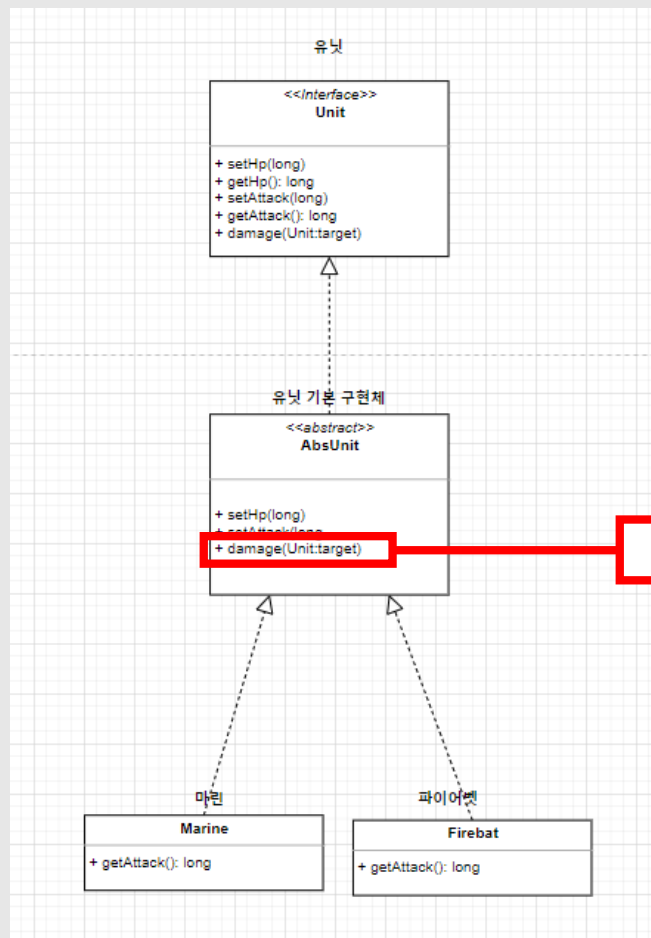 유닛
<<Interface>>
Unit
+ setHp(long)
+ getHp(): long
+ setAttack(long)
+ getAttack(): long
+ damage(Unit:target)
유닛 기본 구현체
<<abstract>>
AbsUnit
+ setHp(long)
+ setAttack(long
+ damage(Unit:target)
마린
파이어벳
Marine
Firebat
+ getAttack(): long
+ getAttack(): long